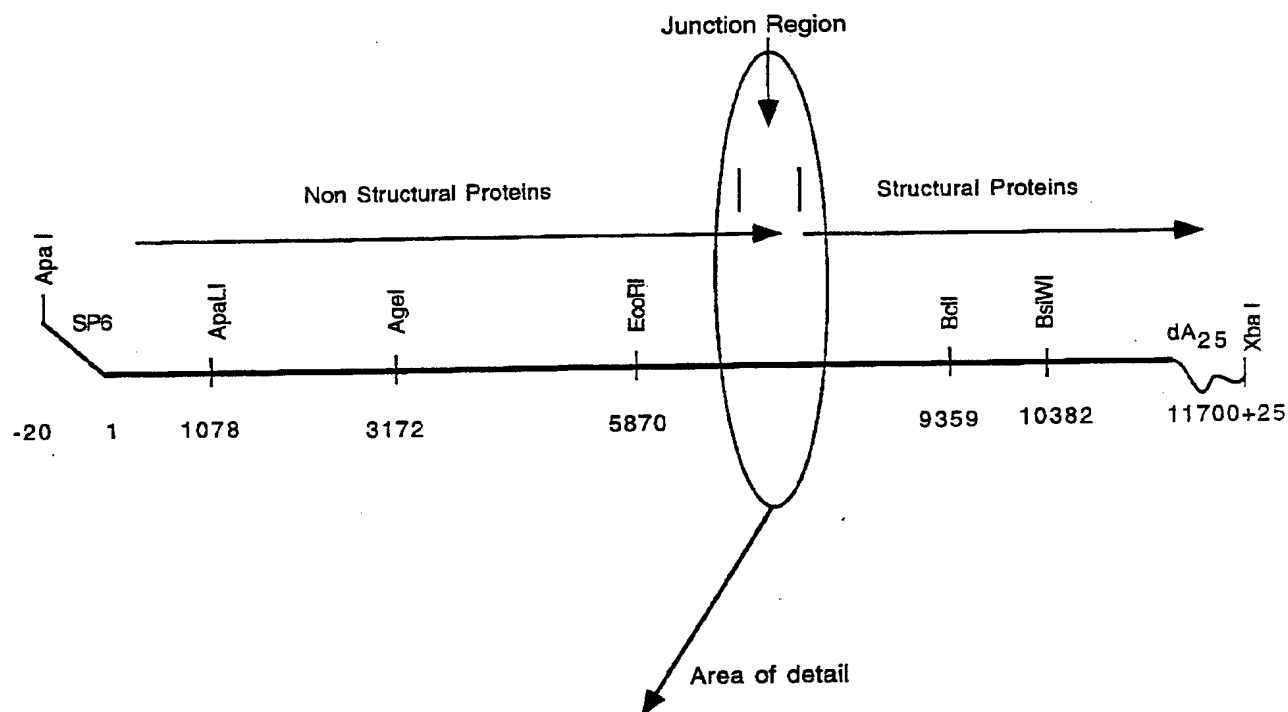 Junction Region
Non Structural Proteins
Structural Proteins
Apa I
SP6
ApaLI
AgeI
EcoRI
BclI
BsiWI
dA25
Xba I
-20
1
1078
3172
5870
9359
10382
11700+25
Area of detail